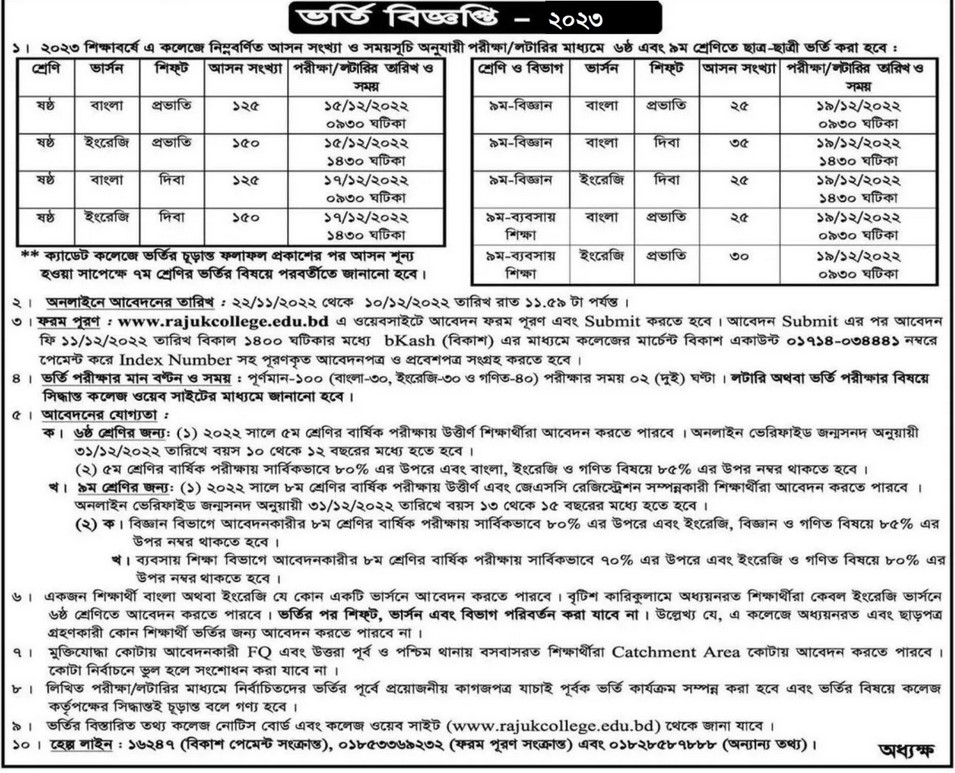 ভর্তি বিজ্ঞপ্তি – ২০২৩
১। ২০২৩ শিক্ষাবর্ষে এ কলেজে নিম্নবর্ণিত আসন সংখ্যা ও সময়সূচি অনুযায়ী পরীক্ষা/লটারির মাধ্যমে ৬ষ্ঠ এবং ৯ম শ্রেণিতে ছাত্র-ছাত্রী ভর্তি করা হবে :
শ্রেণি ভার্সন শিফ্ট আসন সংখ্যা পরীক্ষা/লটারির তারিখ ও
সময়
ষষ্ঠ বাংলা প্রভাতি ১২৫ ১৫/১২/২০২২
০৯৩০ ঘটিকা
ষষ্ঠ ইংরেজি প্রভাতি ১৫০ ১৫/১২/২০২২
১৪৩০ ঘটিকা
ষষ্ঠ বাংলা দিবা ১২৫ ১৭/১২/২০২২
০৯৩০ ঘটিকা
ষষ্ঠ ইংরেজি দিবা ১৫০ ১৭/১২/২০২২
১৪৩০ ঘটিকা
** ক্যাডেট কলেজে ভর্তির চূড়ান্ত ফলাফল প্রকাশের পর আসন শূন্য
হওয়া সাপেক্ষে ৭ম শ্রেণির ভর্তির বিষয়ে পরবর্তীতে জানানো হবে।
শ্রেণি ও বিভাগ ভার্সন শিফ্ট আসন সংখ্যা পরীক্ষা/লটারির তারিখ ও
সময়
৯ম-বিজ্ঞান বাংলা প্রভাতি ২৫ ১৯/১২/২০২২
০৯৩০ ঘটিকা
৯ম-বিজ্ঞান বাংলা দিবা ৩৫ ১৯/১২/২০২২
১৪৩০ ঘটিকা
৯ম-বিজ্ঞান ইংরেজি দিবা ২৫ ১৯/১২/২০২২
১৪৩০ ঘটিকা
৯ম-ব্যবসায় বাংলা প্রভাতি ২৫ ১৯/১২/২০২২
শিক্ষা ০৯৩০ ঘটিকা
৯ম-ব্যবসায় ইংরেজি প্রভাতি ৩০ ১৯/১২/২০২২
শিক্ষা ০৯৩০ ঘটিকা
২। অনলাইনে আবেদনের তারিখ : ২২/১১/২০২২ থেকে ১০/১২/২০২২ তারিখ রাত ১১.৫৯ টা পর্যন্ত।
৩। ফরম পূরণ : www.rajukcollege.edu.bd এ ওয়েবসাইটে আবেদন ফরম পূরণ এবং Submit করতে হবে। আবেদন Submit এর পর আবেদন
ফি ১১/১২/২০২২ তারিখ বিকাল ১৪০০ ঘটিকার মধ্যে bKash (বিকাশ) এর মাধ্যমে কলেজের মার্চেন্ট বিকাশ একাউন্ট ০১৭১৪-০৩৪৪৪১ নম্বরে
পেমেন্ট করে Index Number সহ পূরণকৃত আবেদনপত্র ও প্রবেশপত্র সংগ্রহ করতে হবে।
৪। ভর্তি পরীক্ষার মান বণ্টন ও সময় : পূর্ণমান-১০০ (বাংলা-৩০, ইংরেজি-৩০ ও গণিত-৪০) পরীক্ষার সময় ০২ (দুই) ঘণ্টা। লটারি অথবা ভর্তি পরীক্ষার বিষয়ে
সিদ্ধান্ত কলেজ ওয়েব সাইটের মাধ্যমে জানানো হবে।
৫। আবেদনের যোগ্যতা :
ক। ৬ষ্ঠ শ্রেণির জন্য: (১) ২০২২ সালে ৫ম শ্রেণির বার্ষিক পরীক্ষায় উত্তীর্ণ শিক্ষার্থীরা আবেদন করতে পারবে। অনলাইন ভেরিফাইড জন্মসনদ অনুয়ায়ী
৩১/১২/২০২২ তারিখে বয়স ১০ থেকে ১২ বছরের মধ্যে হতে হবে।
(২) ৫ম শ্রেণির বার্ষিক পরীক্ষায় সার্বিকভাবে ৮০% এর উপরে এবং বাংলা, ইংরেজি ও গণিত বিষয়ে ৮৫% এর উপর নম্বর থাকতে হবে।
খ। ৯ম শ্রেণির জন্য: (১) ২০২২ সালে ৮ম শ্রেণির বার্ষিক পরীক্ষায় উত্তীর্ণ এবং জেএসসি রেজিস্ট্রেশন সম্পন্নকারী শিক্ষার্থীরা আবেদন করতে পারবে।
অনলাইন ভেরিফাইড জন্মসনদ অনুয়ায়ী ৩১/১২/২০২২ তারিখে বয়স ১৩ থেকে ১৫ বছরের মধ্যে হতে হবে।
(২) ক। বিজ্ঞান বিভাগে আবেদনকারীর ৮ম শ্রেণির বার্ষিক পরীক্ষায় সার্বিকভাবে ৮০% এর উপরে এবং ইংরেজি, বিজ্ঞান ও গণিত বিষয়ে ৮৫% এর
উপর নম্বর থাকতে হবে।
খ। ব্যবসায় শিক্ষা বিভাগে আবেদনকারীর ৮ম শ্রেণির বার্ষিক পরীক্ষায় সার্বিকভাবে ৭০% এর উপরে এবং ইংরেজি ও গণিত বিষয়ে ৮০% এর
উপর নম্বর থাকতে হবে।
৬। একজন শিক্ষার্থী বাংলা অথবা ইংরেজি যে কোন একটি ভার্সনে আবেদন করতে পারবে। বৃটিশ কারিকুলামে অধ্যয়নরত শিক্ষার্থীরা কেবল ইংরেজি ভার্সনে
৬ষ্ঠ শ্রেণিতে আবেদন করতে পারবে। ভর্তির পর শিফ্ট, ভার্সন এবং বিভাগ পরিবর্তন করা যাবে না। উল্লেখ্য যে, এ কলেজে অধ্যয়নরত এবং ছাড়পত্র
গ্রহণকারী কোন শিক্ষার্থী ভর্তির জন্য আবেদন করতে পারবে না।
৭। মুক্তিযোদ্ধা কোটায় আবেদনকারী FQ এবং উত্তরা পূর্ব ও পশ্চিম থানায় বসবাসরত শিক্ষার্থীরা Catchment Area কোটায় আবেদন করতে পারবে।
কোটা নির্বাচনে ভুল হলে সংশোধন করা যাবে না।
৮। লিখিত পরীক্ষা/লটারির মাধ্যমে নির্বাচিতদের ভর্তির পূর্বে প্রয়োজনীয় কাগজপত্র যাচাই পূর্বক ভর্তি কার্যক্রম সম্পন্ন করা হবে এবং ভর্তির বিষয়ে কলেজ
কর্তৃপক্ষের সিদ্ধান্তই চূড়ান্ত বলে গণ্য হবে।
৯। ভর্তির বিস্তারিত তথ্য কলেজ নোটিস বোর্ড এবং কলেজ ওয়েব সাইট (www.rajukcollege.edu.bd) থেকে জানা যাবে।
১০। হেল্প লাইন : ১৬২৪৭ (বিকাশ পেমেন্ট সংক্রান্ত), ০১৮৫৩৩৬৯২৩২ (ফরম পূরণ সংক্রান্ত) এবং ০১৮২৮৫৮৭৮৮৮ (অন্যান্য তথ্য)।
অধ্যক্ষ